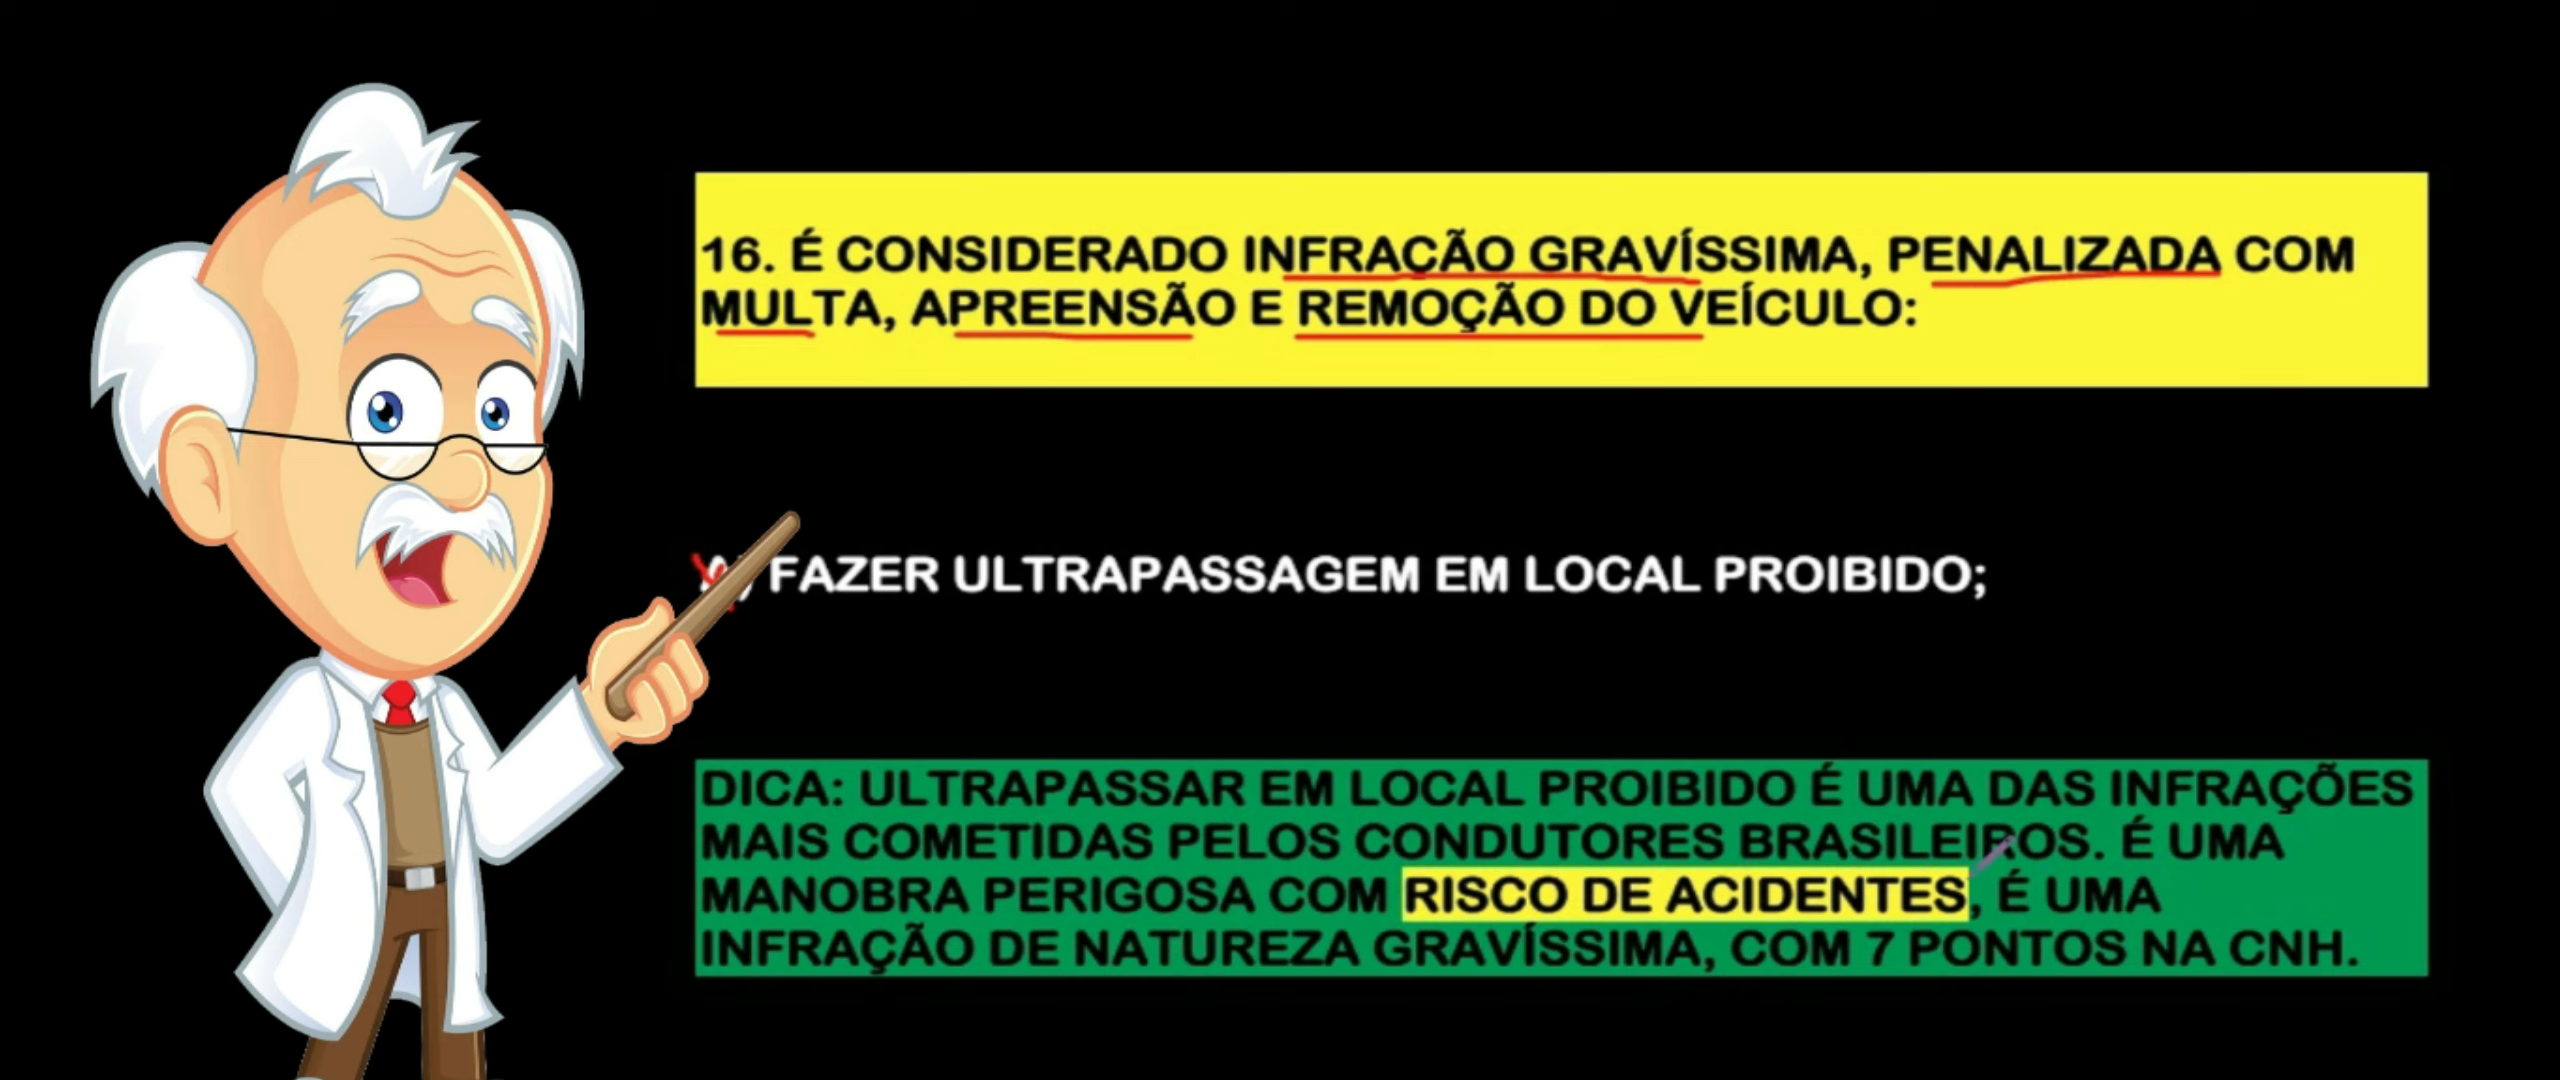 16. É CONSIDERADO INFRAÇÃO GRAVÍSSIMA, PENALIZADA COM
MULTA, APREENSÃO E REMOÇÃO DO VEÍCULO:
FAZER ULTRAPASSAGEM EM LOCAL PROIBIDO;
DICA: ULTRAPASSAR EM LOCAL PROIBIDO É UMA DAS INFRAÇÕES
MAIS COMETIDAS PELOS CONDUTORES BRASILEIROS. É UMA
MANOBRA PERIGOSA COM RISCO DE ACIDENTES, É UMA
INFRAÇÃO DE NATUREZA GRAVÍSSIMA, COM 7 PONTOS NA CNH.